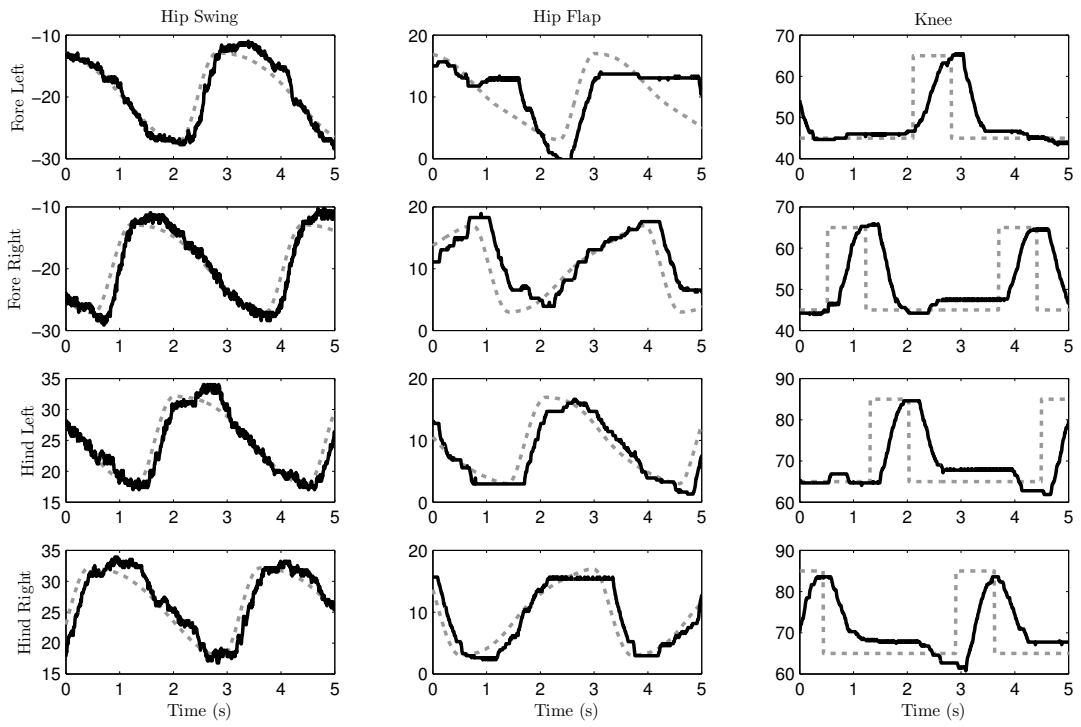 Hip Swing
Hip Flap
Knee
Fore Left
−10
−20
−30
0 1 2 3 4 5
20
10
0
0 1 2 3 4 5
70
60
50
40
0 1 2 3 4 5
Fore Right
−10
−20
−30
0 1 2 3 4 5
20
10
0
0 1 2 3 4 5
70
60
50
40
0 1 2 3 4 5
Hind Left
35
30
25
20
15
0 1 2 3 4 5
20
10
0
0 1 2 3 4 5
90
80
70
60
0 1 2 3 4 5
Hind Right
35
30
25
20
15
0 1 2 3 4 5
Time (s)
20
10
0
0 1 2 3 4 5
Time (s)
90
80
70
60
0 1 2 3 4 5
Time (s)